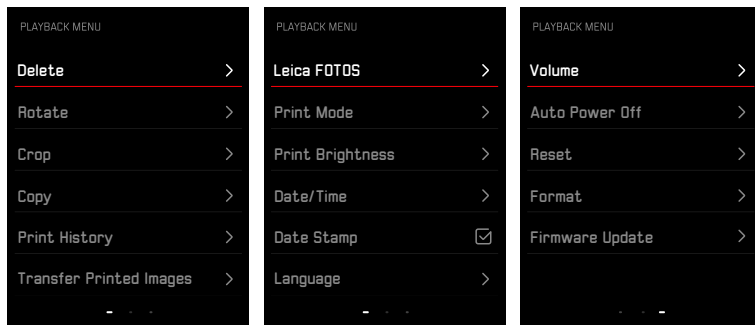 PLAYBACK MENU
Delete
Rotate
Crop
Copy
Print History
Transfer Printed Images
PLAYBACK MENU
Leica FOTOS
Print Mode
Print Brightness
Date/Time
Date Stamp
Language
PLAYBACK MENU
Volume
Auto Power Off
Reset
Format
Firmware Update